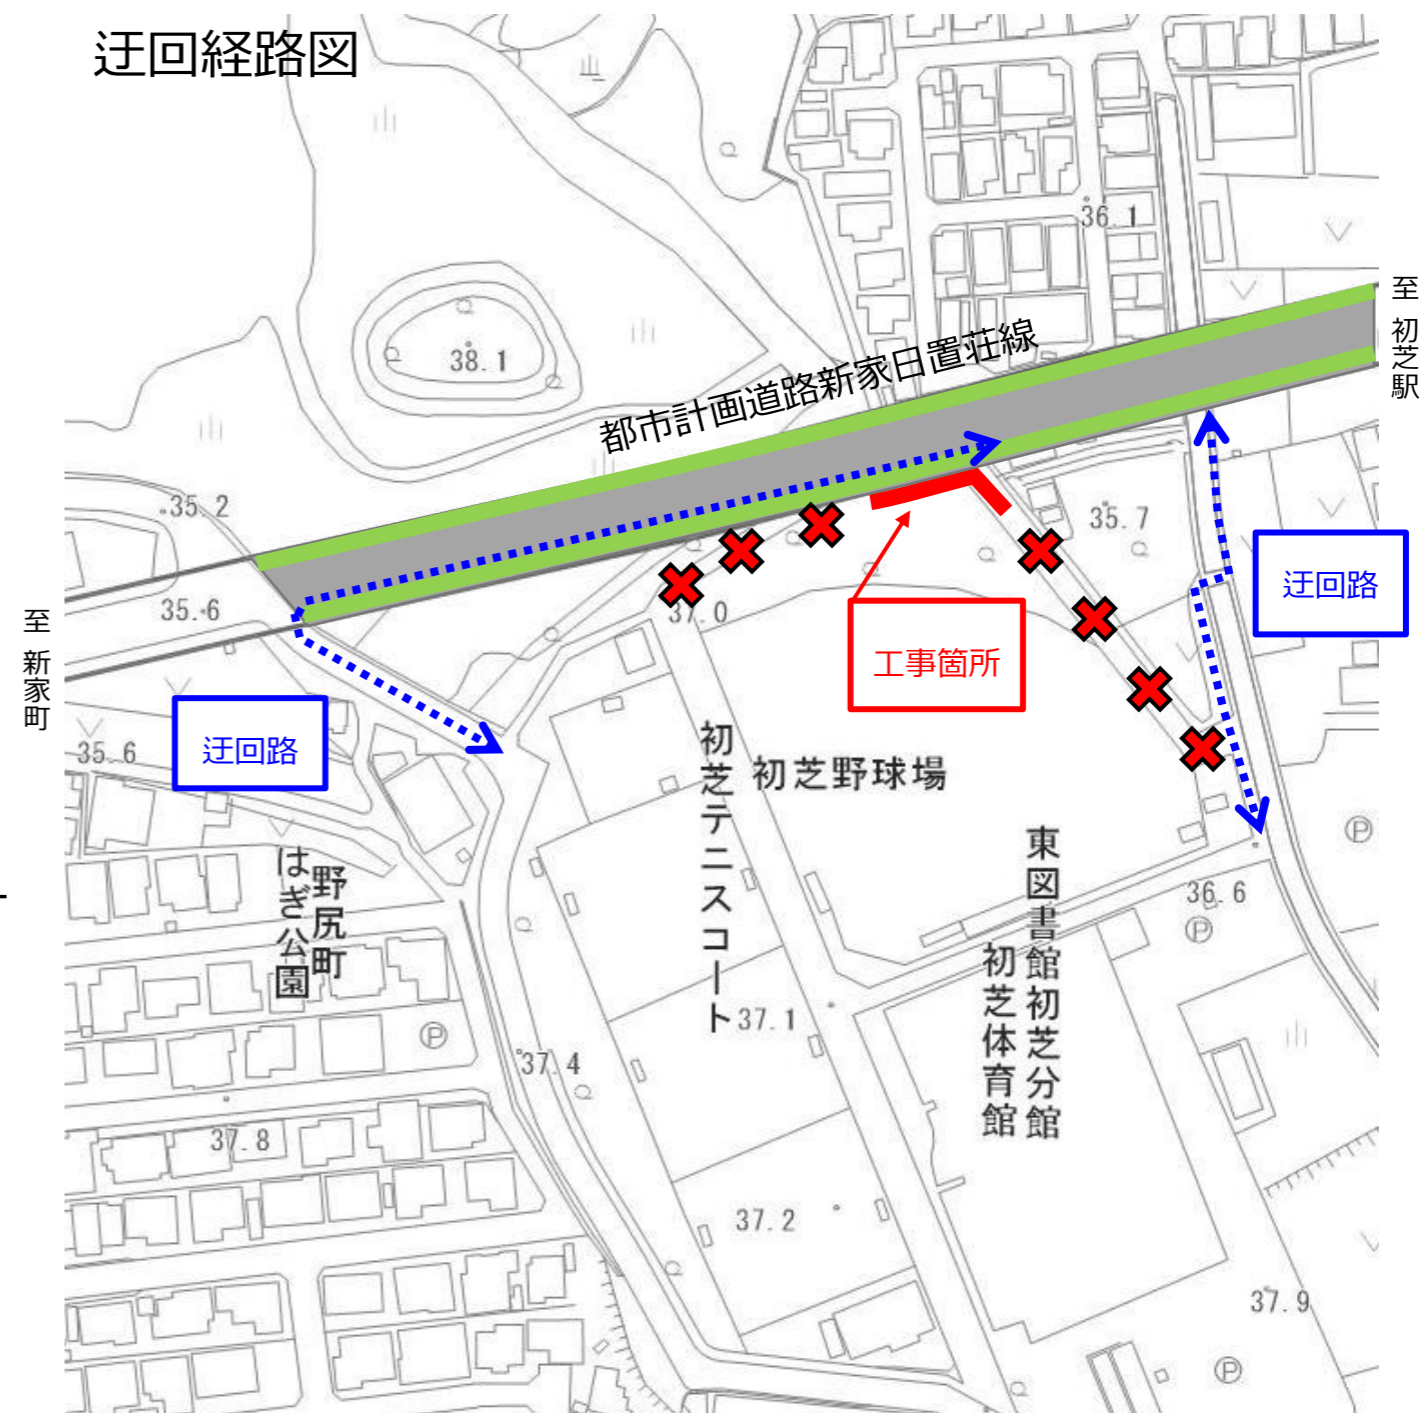 迂回経路図
36.1
至 初芝駅
38.1
都市計画道路新家日置荘線
35.2
35.7
迂回路
35.6
37.0
至 新家町
工事箇所
迂回路
35.6
初芝テニスコート
初芝野球場
東図書館初芝分館
初芝体育館
野尻町
はぎ公園
36.6
P
P
P
37.1
37.4
37.8
37.2
37.9
P